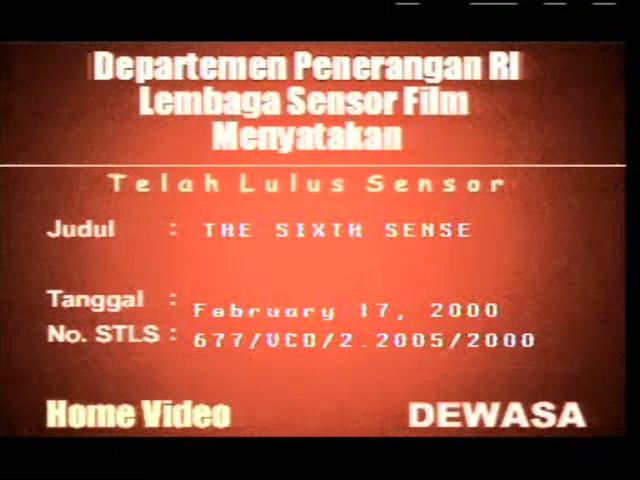 Departemen Penerangan RI
Lembaga Sensor Film
Menyatakan
Telah Lulus Sensor
Judul : THE SIXTH SENSE
Tanggal : February 17, 2000
No. STLS : 677/VCD/2.2005/2000
Home Video DEWASA